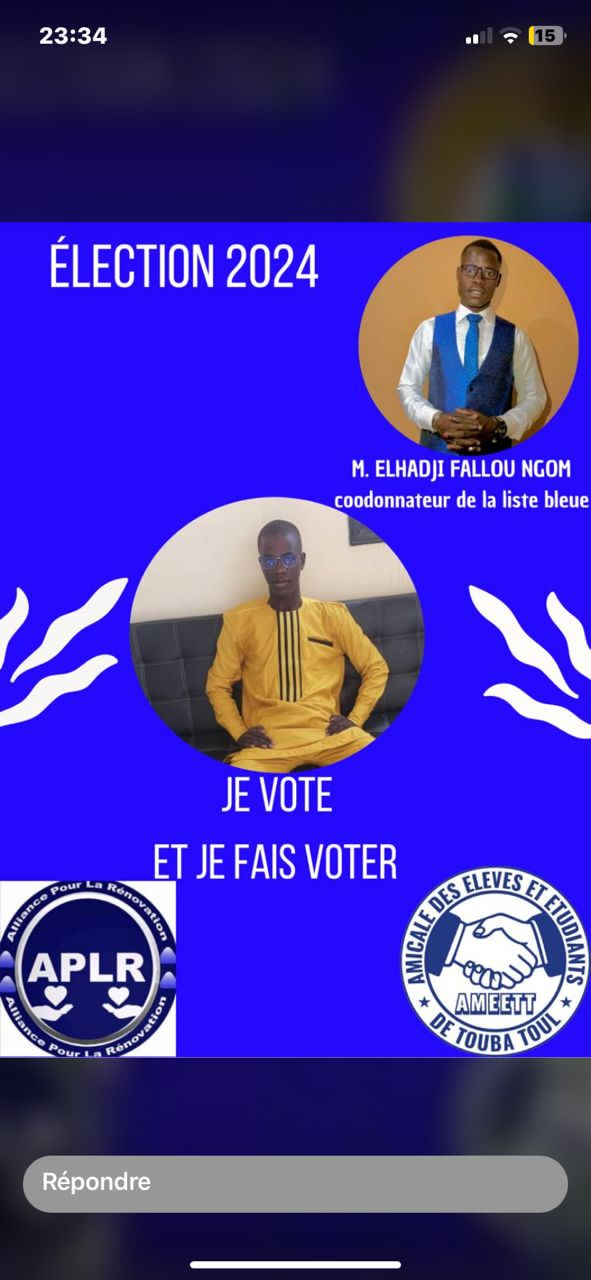 23:34
15
ÉLECTION 2024
M. ELHADJI FALLOU NGOM
coodonnateur de la liste bleue
JE VOTE
ET JE FAIS VOTER
Alliance Pour La Rénovation
APLR
Alliance Pour La Rénovation
AMICALE DES ELEVES ET ETUDIANTS
AMEETT
DE TOUBA TOUL
Répondre